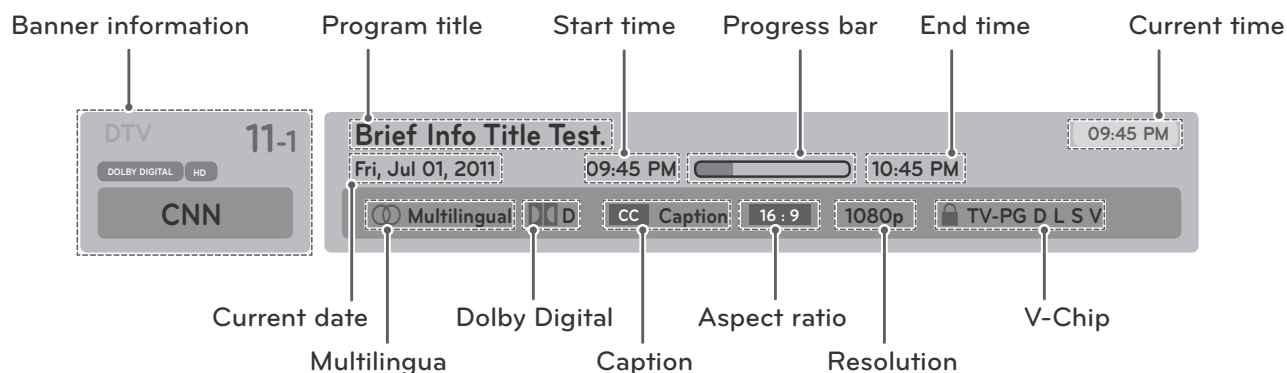 Banner information Program title Start time Progress bar End time Current time
DTV 11-1
DOLBY DIGITAL HD
CNN
Brief Info Title Test. 09:45 PM
Fri, Jul 01, 2011 09:45 PM 10:45 PM
Multilingual D CC Caption 16 : 9 1080p TV-PG D L S V
Current date Dolby Digital Aspect ratio V-Chip
Multilingua Caption Resolution